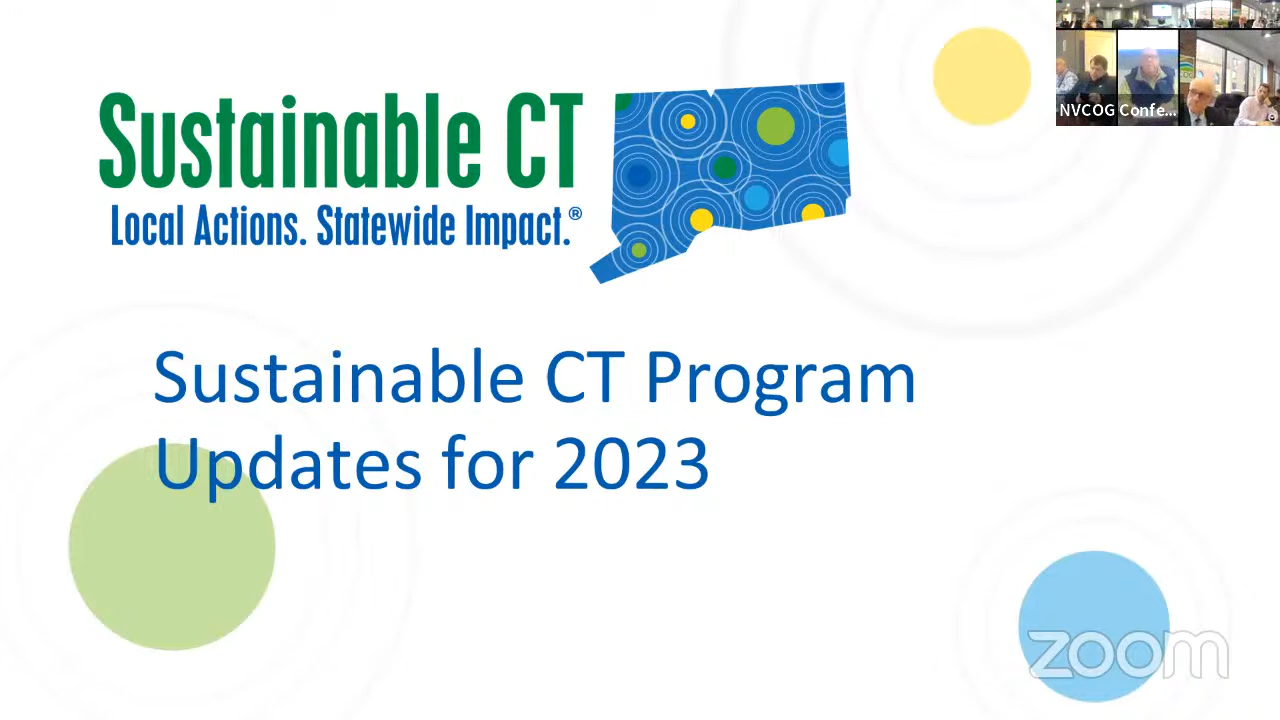 Sustainable CT
Local Actions. Statewide Impact.®
NVCOG Confe...
Sustainable CT Program
Updates for 2023
zoom